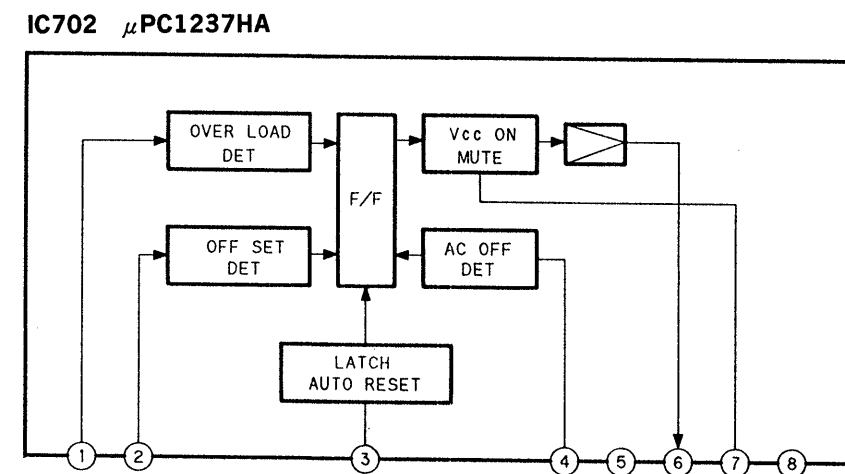 IC702 μPC1237HA
OVER LOAD
DET
Vcc ON
MUTE
F/F
OFF SET
DET
AC OFF
DET
LATCH
AUTO RESET
1 2 3 4 5 6 7 8